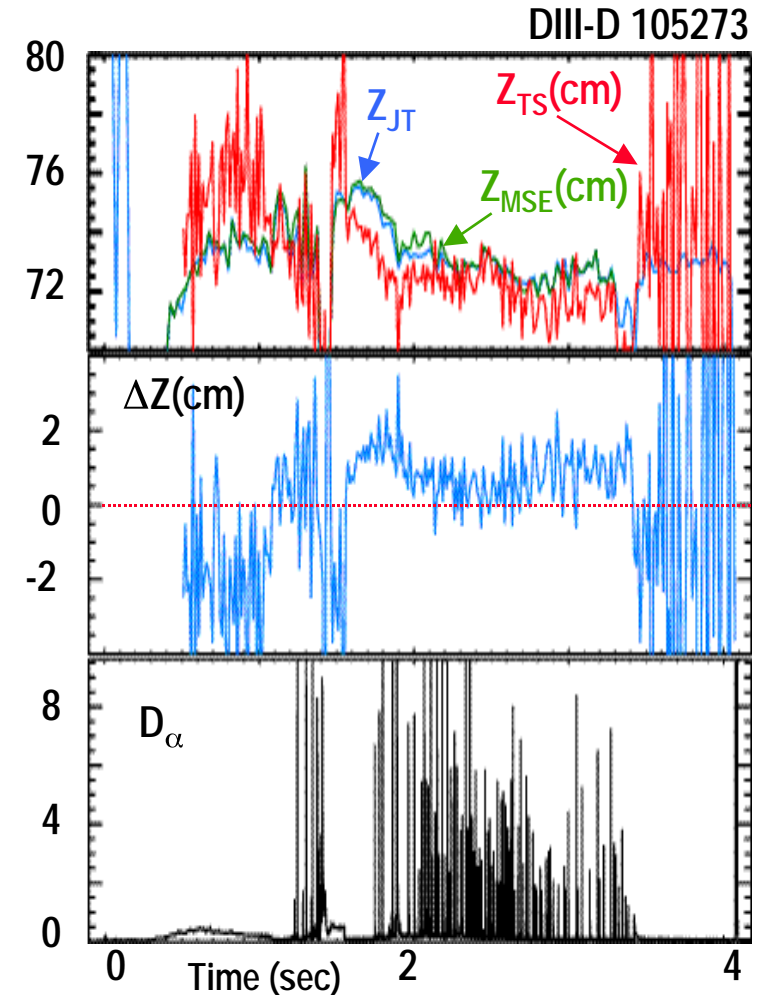 DIII-D 105273
80
Z_TS(cm)
Z_JT
76
Z_MSE(cm)
72
ΔZ(cm)
2
0
-2
8
D_α
4
0
0 Time (sec) 2 4